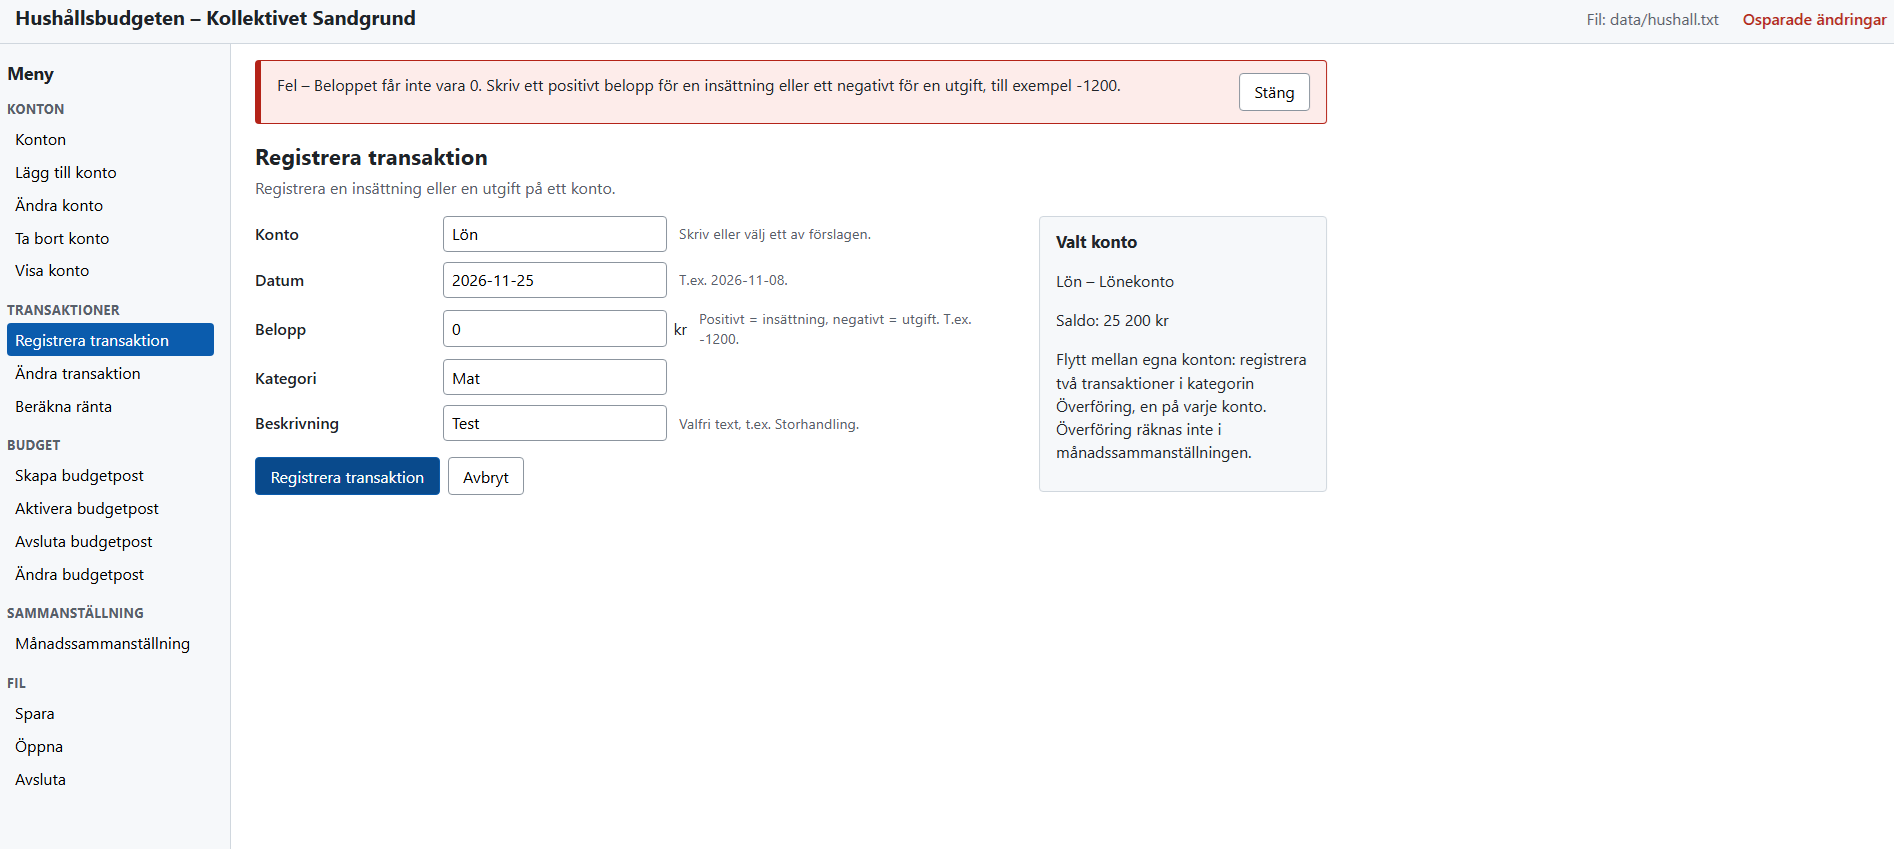 Hushållsbudgeten – Kollektivet Sandgrund
Fil: data/hushall.txt
Osparade ändringar
Meny
KONTON
Konton
Lägg till konto
Ändra konto
Ta bort konto
Visa konto
TRANSAKTIONER
Registrera transaktion
Ändra transaktion
Beräkna ränta
BUDGET
Skapa budgetpost
Aktivera budgetpost
Avsluta budgetpost
Ändra budgetpost
SAMMANSTÄLLNING
Månadssammanställning
FIL
Spara
Öppna
Avsluta
Fel – Beloppet får inte vara 0. Skriv ett positivt belopp för en insättning eller ett negativt för en utgift, till exempel -1200.
Stäng
Registrera transaktion
Registrera en insättning eller en utgift på ett konto.
Konto
Lön
Skriv eller välj ett av förslagen.
Datum
2026-11-25
T.ex. 2026-11-08.
Belopp
0
kr
Positivt = insättning, negativt = utgift. T.ex.
-1200.
Kategori
Mat
Beskrivning
Test
Valfri text, t.ex. Storhandling.
Registrera transaktion
Avbryt
Valt konto
Lön – Lönekonto
Saldo: 25 200 kr
Flytt mellan egna konton: registrera
två transaktioner i kategorin
Överföring, en på varje konto.
Överföring räknas inte i
månadssammanställningen.